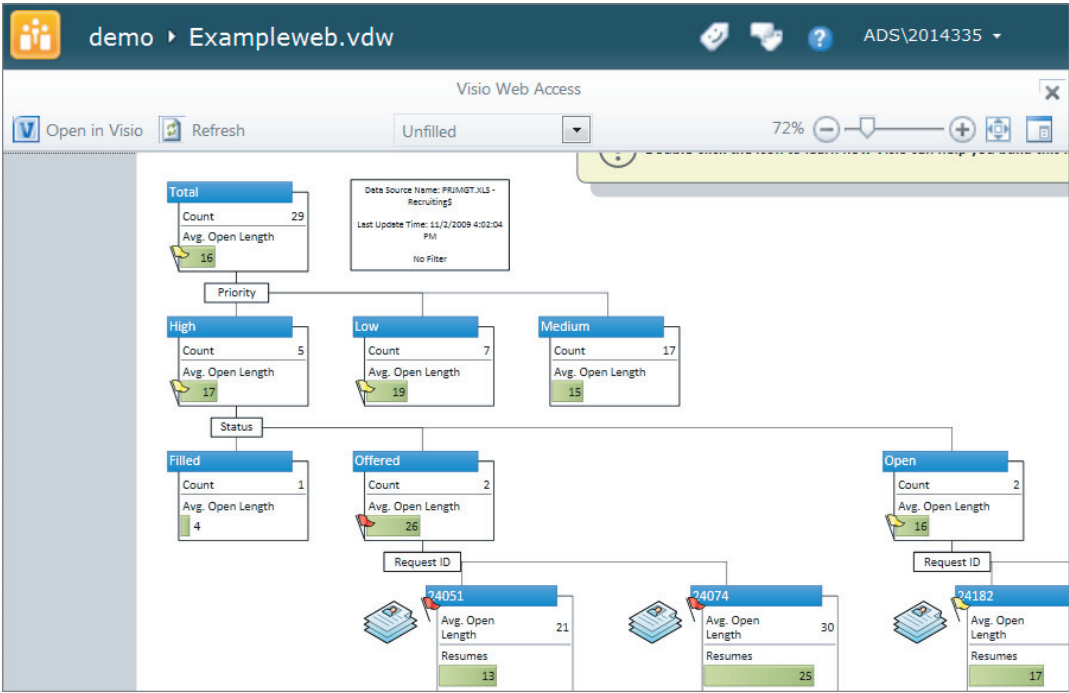 demo ▸ Exampleweb.vdw
ADS\2014335
Visio Web Access
Open in Visio
Refresh
Unfilled
72%
Total
Count 29
Avg. Open Length
16
Data Source Name: PRJMGT.XLS -
Recruiting$
Last Update Time: 11/2/2009 4:02:04
PM
No Filter
Priority
High
Count 5
Avg. Open Length
17
Low
Count 7
Avg. Open Length
19
Medium
Count 17
Avg. Open Length
15
Status
Filled
Count 1
Avg. Open Length
4
Offered
Count 2
Avg. Open Length
26
Open
Count 2
Avg. Open Length
16
Request ID
Request ID
24051
Avg. Open
Length 21
Resumes
13
24074
Avg. Open
Length 30
Resumes
25
24182
Avg. Open
Length
Resumes
17